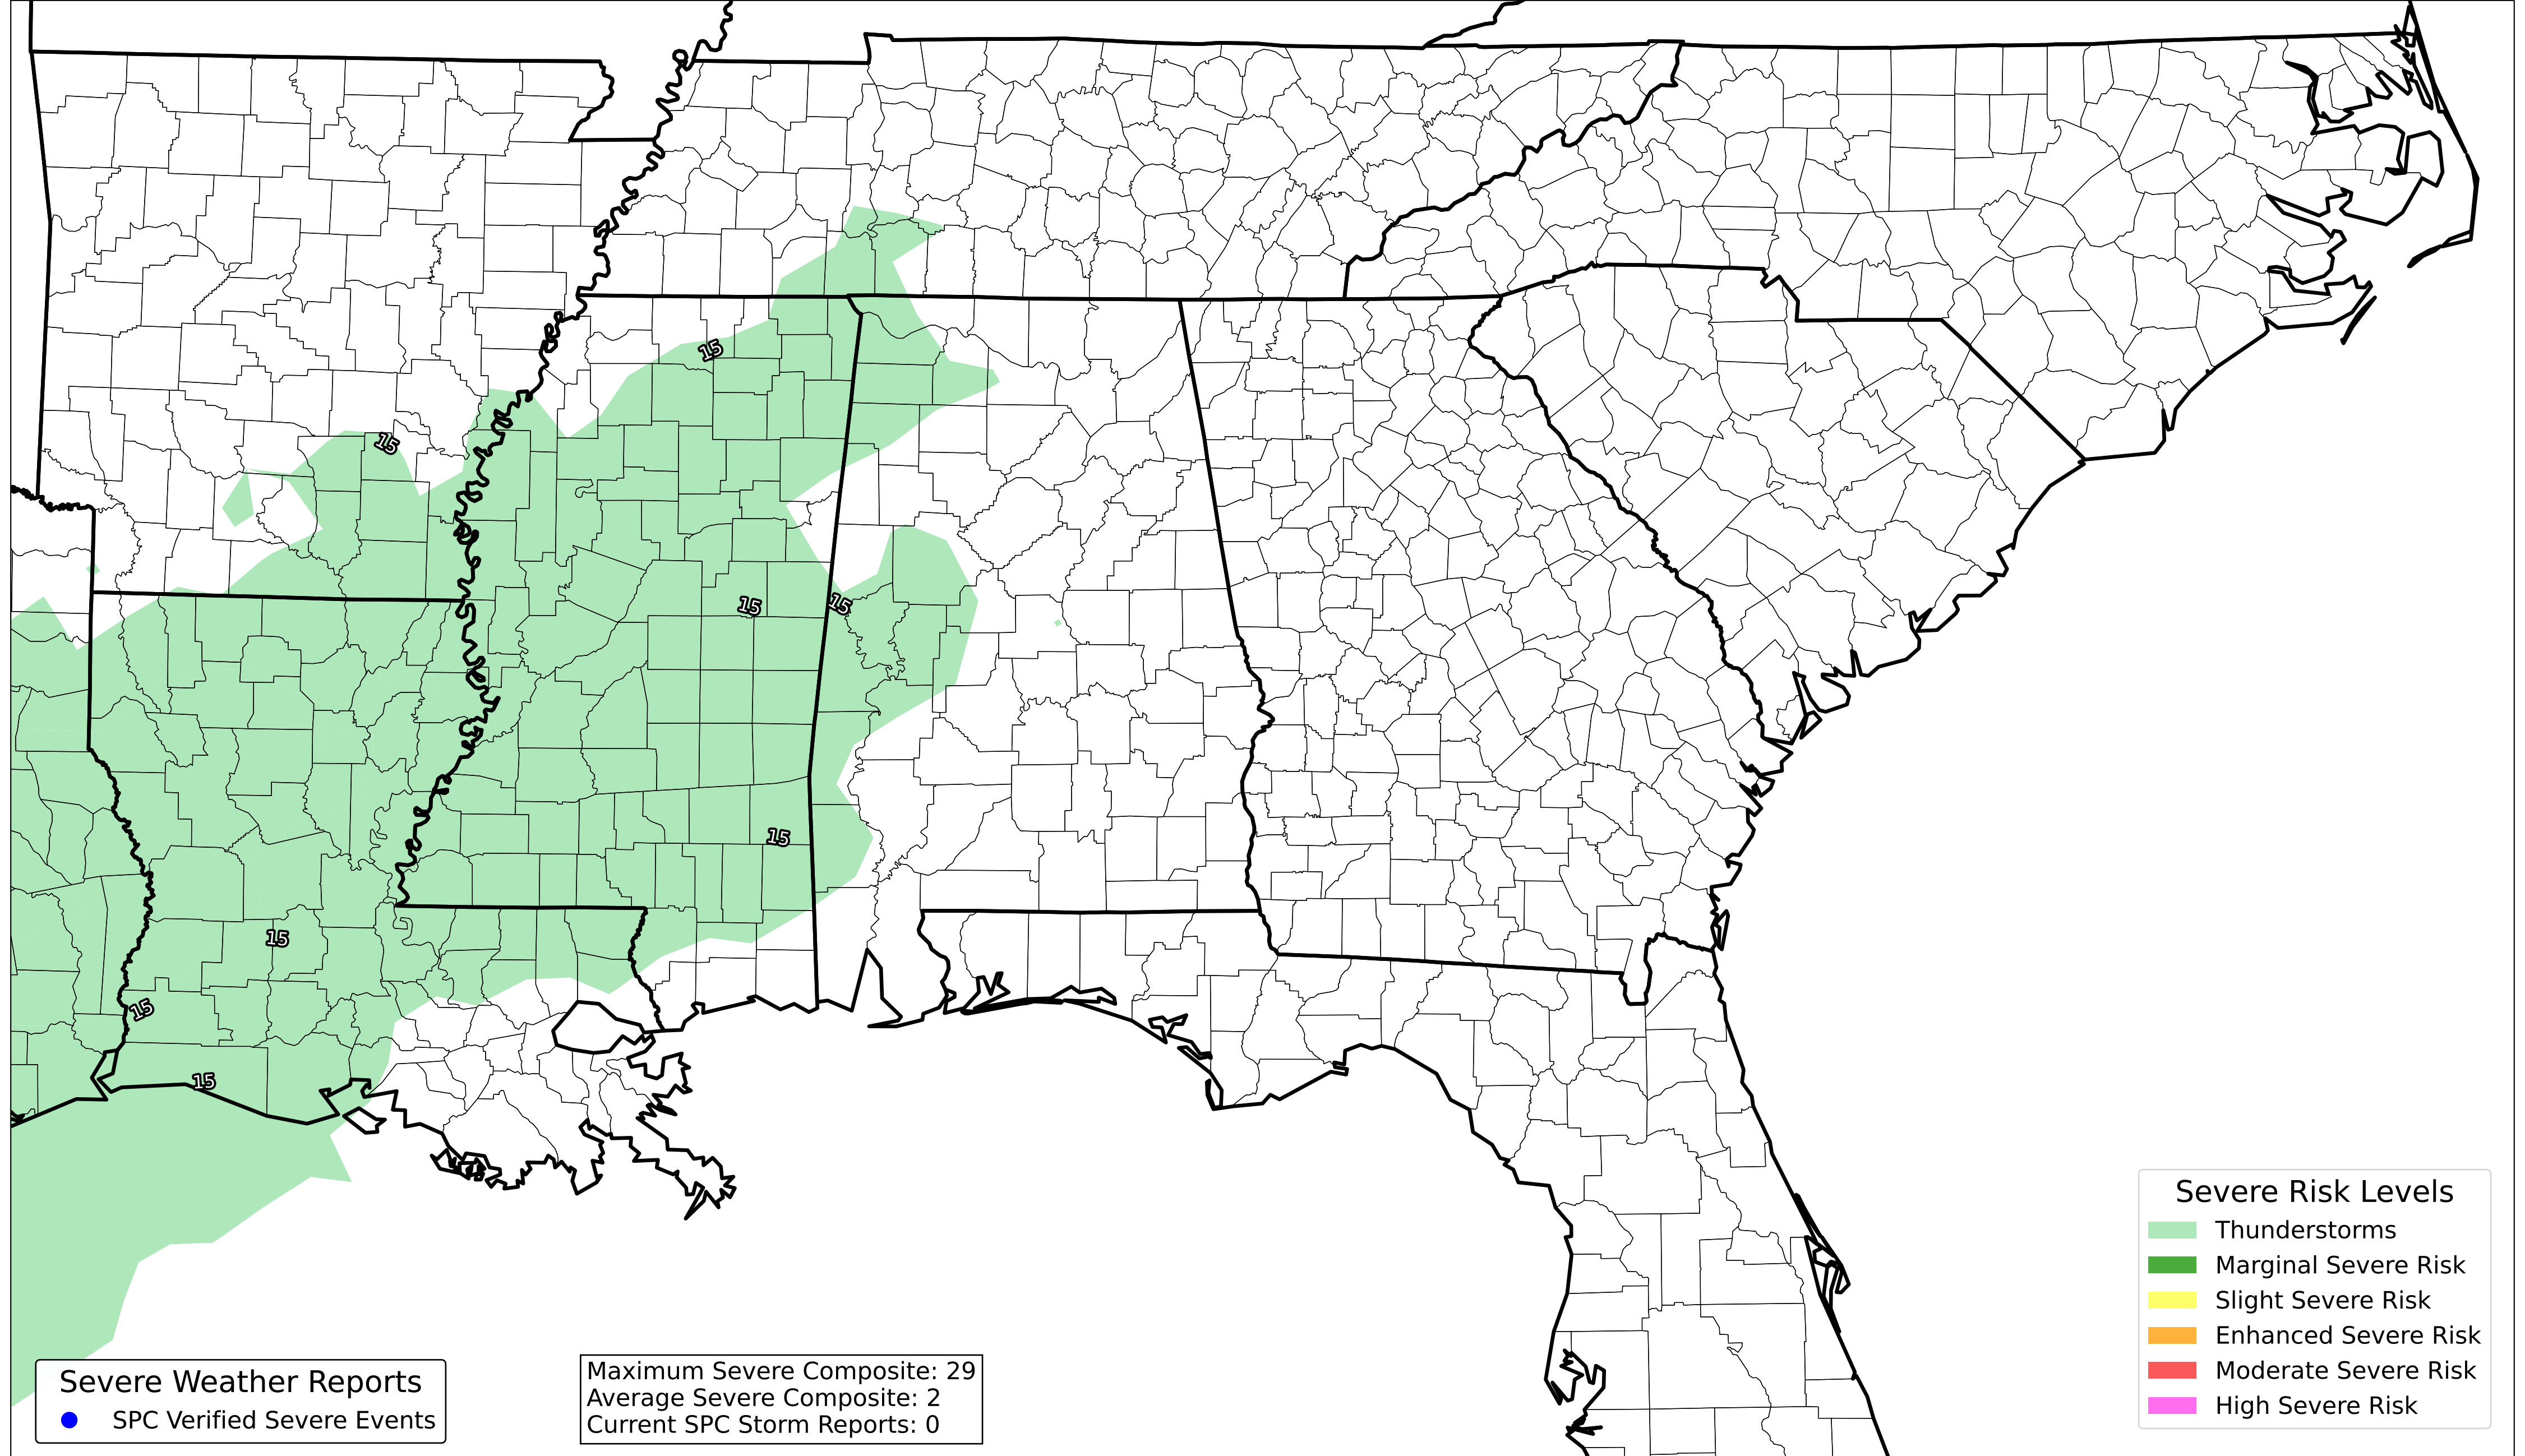 15
15
15
15
15
15
15
15
Severe Risk Levels
Thunderstorms
Marginal Severe Risk
Slight Severe Risk
Enhanced Severe Risk
Moderate Severe Risk
High Severe Risk
Severe Weather Reports
SPC Verified Severe Events
Maximum Severe Composite: 29
Average Severe Composite: 2
Current SPC Storm Reports: 0